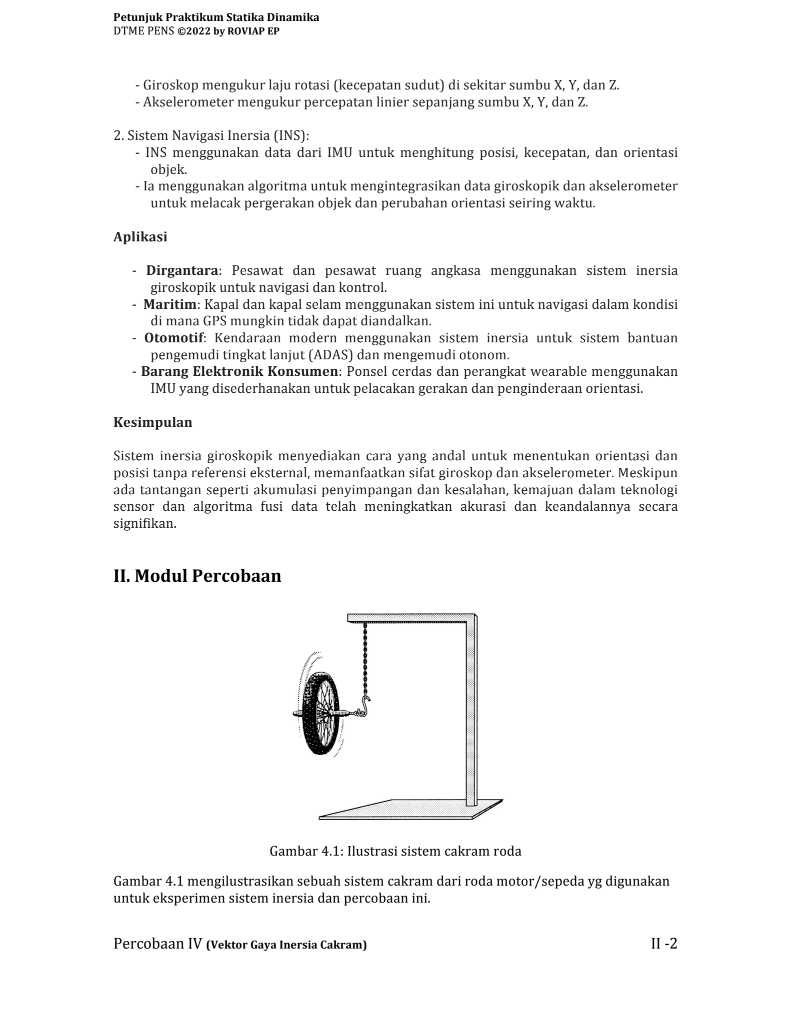 Petunjuk Praktikum Statika Dinamika
DTME PENS ©2022 by ROVIAP EP
- Giroskop mengukur laju rotasi (kecepatan sudut) di sekitar sumbu X, Y, dan Z.
- Akselerometer mengukur percepatan linier sepanjang sumbu X, Y, dan Z.
2. Sistem Navigasi Inersia (INS):
- INS menggunakan data dari IMU untuk menghitung posisi, kecepatan, dan orientasi
objek.
- Ia menggunakan algoritma untuk mengintegrasikan data giroskopik dan akselerometer
untuk melacak pergerakan objek dan perubahan orientasi seiring waktu.
Aplikasi
- Dirgantara: Pesawat dan pesawat ruang angkasa menggunakan sistem inersia
giroskopik untuk navigasi dan kontrol.
- Maritim: Kapal dan kapal selam menggunakan sistem ini untuk navigasi dalam kondisi
di mana GPS mungkin tidak dapat diandalkan.
- Otomotif: Kendaraan modern menggunakan sistem inersia untuk sistem bantuan
pengemudi tingkat lanjut (ADAS) dan mengemudi otonom.
- Barang Elektronik Konsumen: Ponsel cerdas dan perangkat wearable menggunakan
IMU yang disederhanakan untuk pelacakan gerakan dan penginderaan orientasi.
Kesimpulan
Sistem inersia giroskopik menyediakan cara yang andal untuk menentukan orientasi dan
posisi tanpa referensi eksternal, memanfaatkan sifat giroskop dan akselerometer. Meskipun
ada tantangan seperti akumulasi penyimpangan dan kesalahan, kemajuan dalam teknologi
sensor dan algoritma fusi data telah meningkatkan akurasi dan keandalannya secara
signifikan.
II. Modul Percobaan
Gambar 4.1: Ilustrasi sistem cakram roda
Gambar 4.1 mengilustrasikan sebuah sistem cakram dari roda motor/sepeda yg digunakan
untuk eksperimen sistem inersia dan percobaan ini.
Percobaan IV (Vektor Gaya Inersia Cakram) II -2